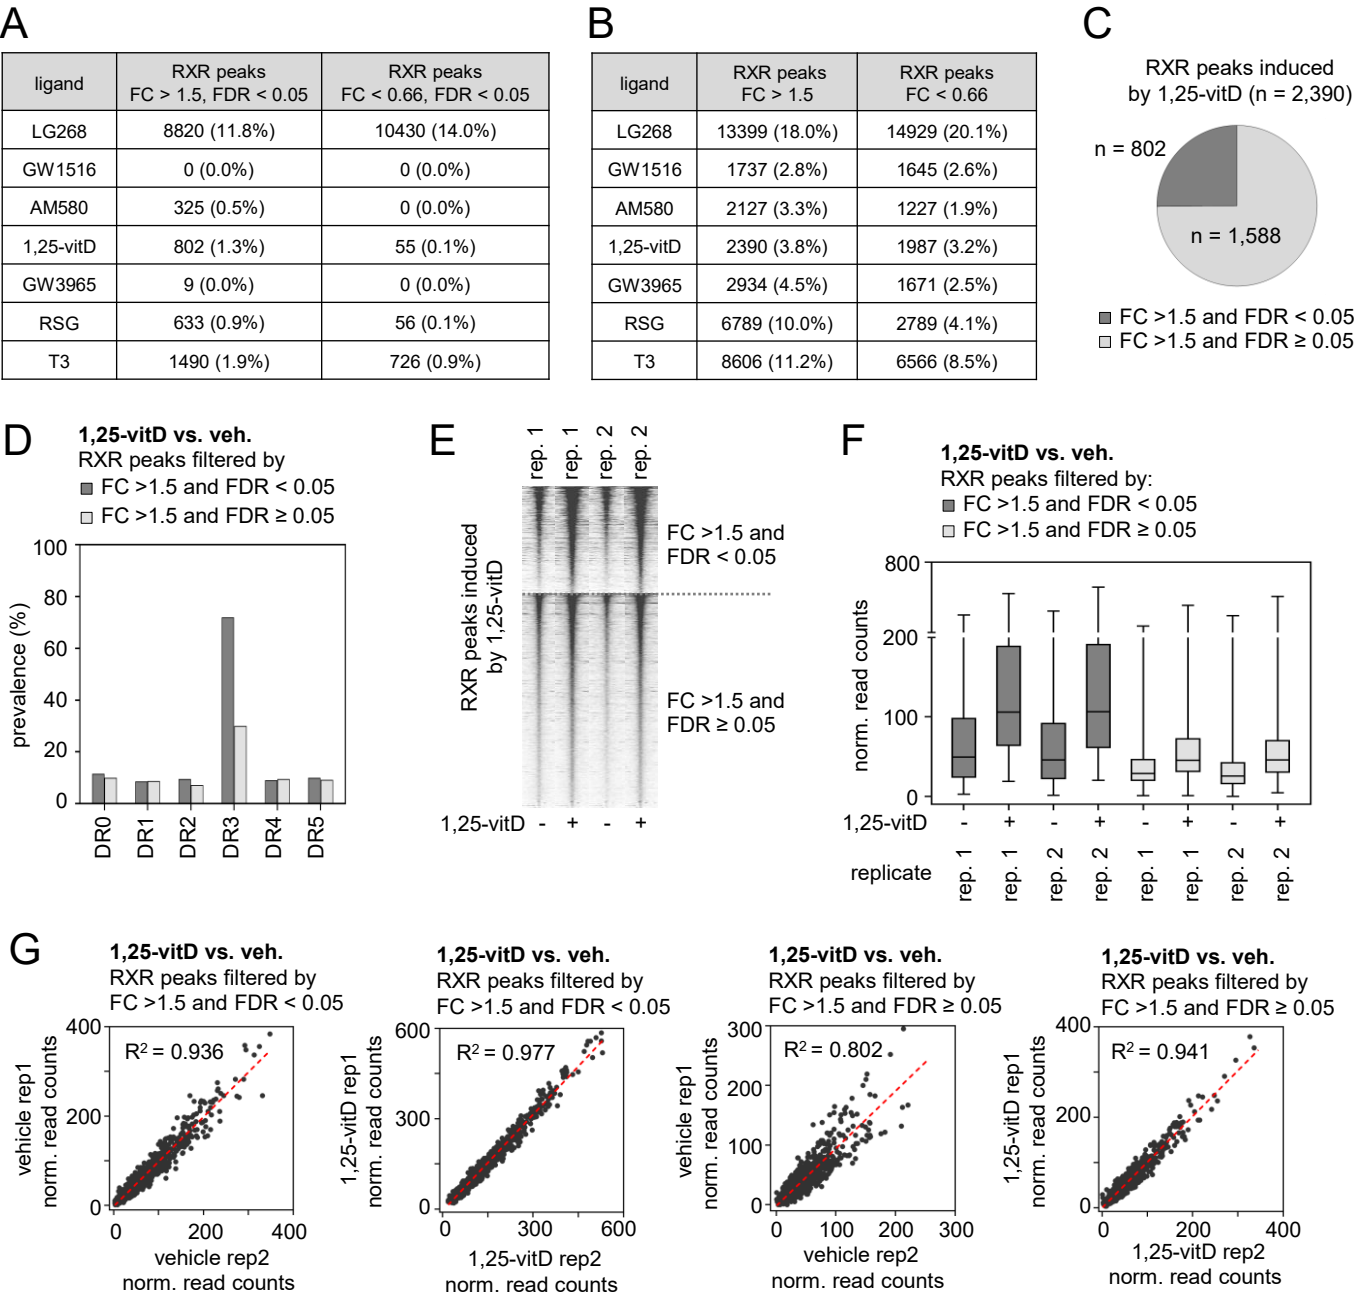 A
ligand
RXR peaks
FC > 1.5, FDR < 0.05
RXR peaks
FC < 0.66, FDR < 0.05
LG268 8820 (11.8%) 10430 (14.0%)
GW1516 0 (0.0%) 0 (0.0%)
AM580 325 (0.5%) 0 (0.0%)
1,25-vitD 802 (1.3%) 55 (0.1%)
GW3965 9 (0.0%) 0 (0.0%)
RSG 633 (0.9%) 56 (0.1%)
T3 1490 (1.9%) 726 (0.9%)
B
ligand
RXR peaks
FC > 1.5
RXR peaks
FC < 0.66
LG268 13399 (18.0%) 14929 (20.1%)
GW1516 1737 (2.8%) 1645 (2.6%)
AM580 2127 (3.3%) 1227 (1.9%)
1,25-vitD 2390 (3.8%) 1987 (3.2%)
GW3965 2934 (4.5%) 1671 (2.5%)
RSG 6789 (10.0%) 2789 (4.1%)
T3 8606 (11.2%) 6566 (8.5%)
C
RXR peaks induced
by 1,25-vitD (n = 2,390)
n = 802
n = 1,588
FC >1.5 and FDR < 0.05
FC >1.5 and FDR ≥ 0.05
D
1,25-vitD vs. veh.
RXR peaks filtered by
FC >1.5 and FDR < 0.05
FC >1.5 and FDR ≥ 0.05
prevalence (%)
100
80
60
40
20
0
DR0 DR1 DR2 DR3 DR4 DR5
E
rep. 1 rep. 1 rep. 2 rep. 2
RXR peaks induced
by 1,25-vitD
FC >1.5 and
FDR < 0.05
FC >1.5 and
FDR ≥ 0.05
1,25-vitD - + - +
F
1,25-vitD vs. veh.
RXR peaks filtered by:
FC >1.5 and FDR < 0.05
FC >1.5 and FDR ≥ 0.05
norm. read counts
800
200
100
0
1,25-vitD - + - + - + - +
replicate rep. 1 rep. 1 rep. 2 rep. 2 rep. 1 rep. 1 rep. 2 rep. 2
G
1,25-vitD vs. veh.
RXR peaks filtered by
FC >1.5 and FDR < 0.05
R² = 0.936
vehicle rep1
norm. read counts
400
200
0
0 200 400
vehicle rep2
norm. read counts
1,25-vitD vs. veh.
RXR peaks filtered by
FC >1.5 and FDR < 0.05
R² = 0.977
1,25-vitD rep1
norm. read counts
600
300
0
0 300 600
1,25-vitD rep2
norm. read counts
1,25-vitD vs. veh.
RXR peaks filtered by
FC >1.5 and FDR ≥ 0.05
R² = 0.802
vehicle rep1
norm. read counts
300
200
100
0
0 100 200 300
vehicle rep2
norm. read counts
1,25-vitD vs. veh.
RXR peaks filtered by
FC >1.5 and FDR ≥ 0.05
R² = 0.941
1,25-vitD rep1
norm. read counts
400
200
0
0 200 400
1,25-vitD rep2
norm. read counts